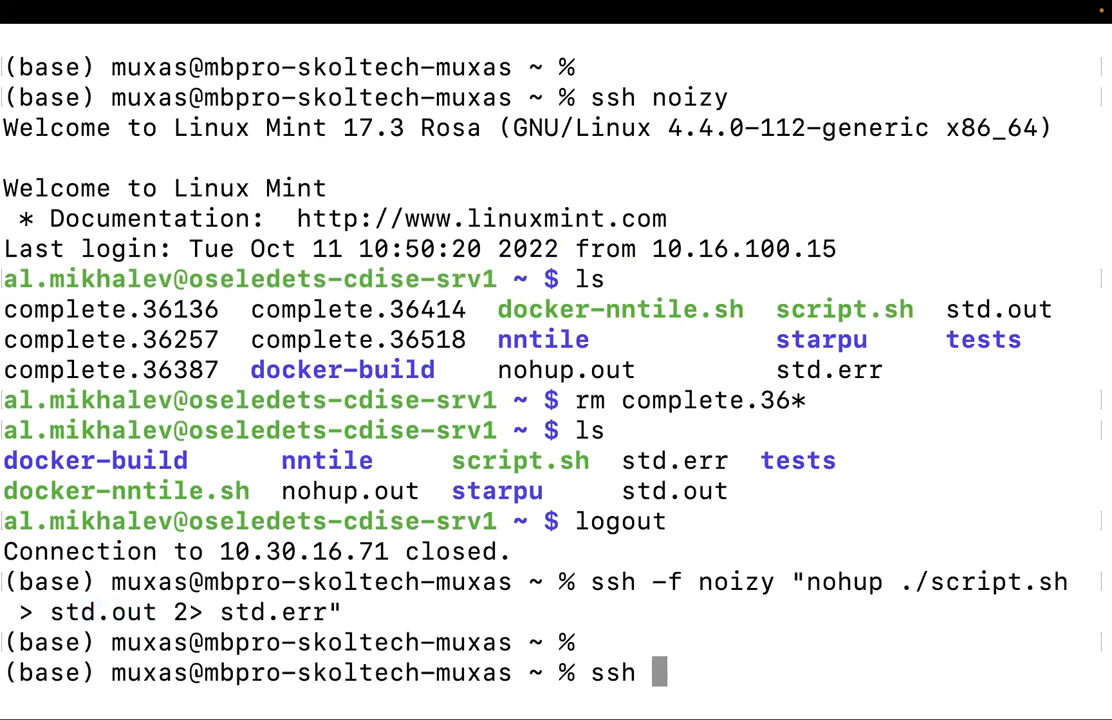 (base) muxas@mbpro-skoltech-muxas ~ %
(base) muxas@mbpro-skoltech-muxas ~ % ssh noizy
Welcome to Linux Mint 17.3 Rosa (GNU/Linux 4.4.0-112-generic x86_64)
Welcome to Linux Mint
 * Documentation:  http://www.linuxmint.com
Last login: Tue Oct 11 10:50:20 2022 from 10.16.100.15
al.mikhalev@oseledets-cdise-srv1 ~ $ ls
complete.36136  complete.36414  docker-nntile.sh  script.sh  std.out
complete.36257  complete.36518  nntile            starpu     tests
complete.36387  docker-build    nohup.out         std.err
al.mikhalev@oseledets-cdise-srv1 ~ $ rm complete.36*
al.mikhalev@oseledets-cdise-srv1 ~ $ ls
docker-build      nntile     script.sh  std.err  tests
docker-nntile.sh  nohup.out  starpu     std.out
al.mikhalev@oseledets-cdise-srv1 ~ $ logout
Connection to 10.30.16.71 closed.
(base) muxas@mbpro-skoltech-muxas ~ % ssh -f noizy "nohup ./script.sh
 > std.out 2> std.err"
(base) muxas@mbpro-skoltech-muxas ~ %
(base) muxas@mbpro-skoltech-muxas ~ % ssh